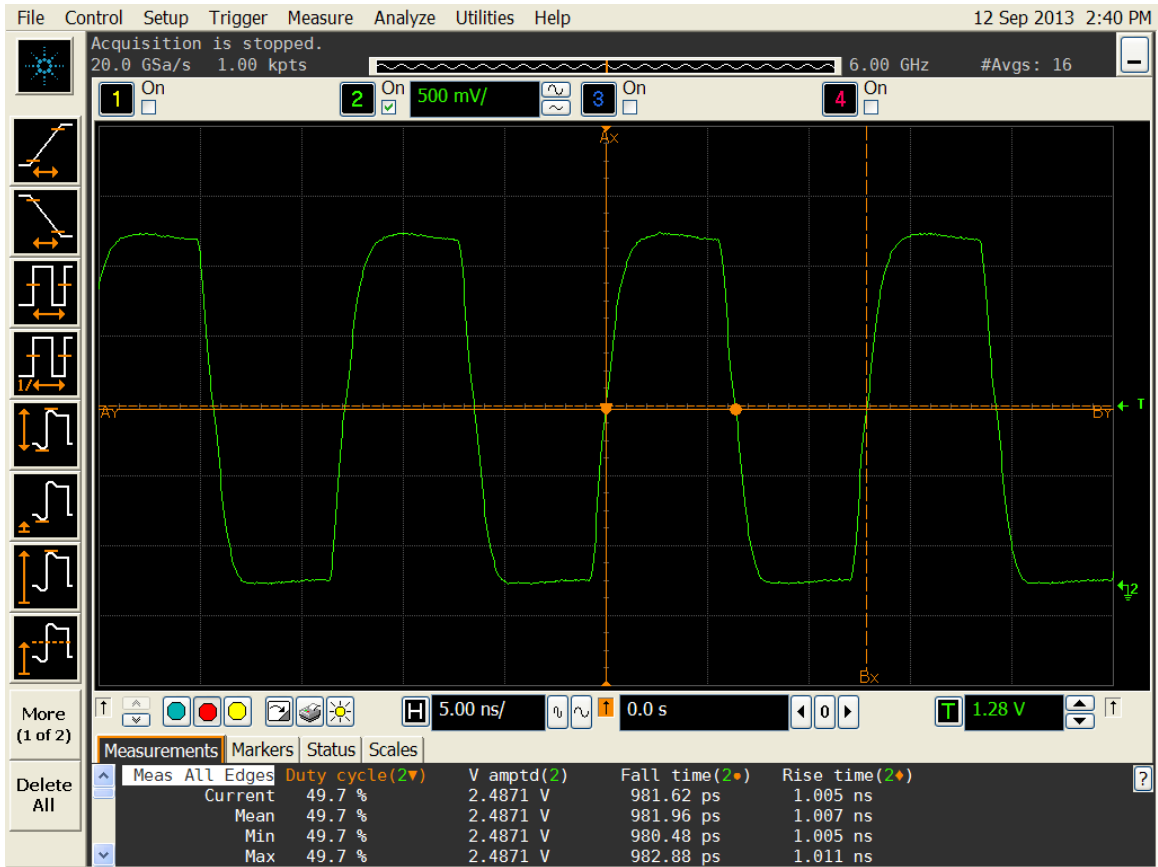 File Control Setup Trigger Measure Analyze Utilities Help 12 Sep 2013 2:40 PM
Acquisition is stopped.
20.0 GSa/s 1.00 kpts 6.00 GHz #Avgs: 16
1 On 2 On 500 mV/ 3 On 4 On
Ax
AY BY T
1/
2
Bx
More
(1 of 2)
Delete
All
H 5.00 ns/ 0.0 s 0 T 1.28 V
Measurements Markers Status Scales
Meas All Edges Duty cycle(2▼) V amptd(2) Fall time(2●) Rise time(2♦) ?
Current 49.7 % 2.4871 V 981.62 ps 1.005 ns
Mean 49.7 % 2.4871 V 981.96 ps 1.007 ns
Min 49.7 % 2.4871 V 980.48 ps 1.005 ns
Max 49.7 % 2.4871 V 982.88 ps 1.011 ns